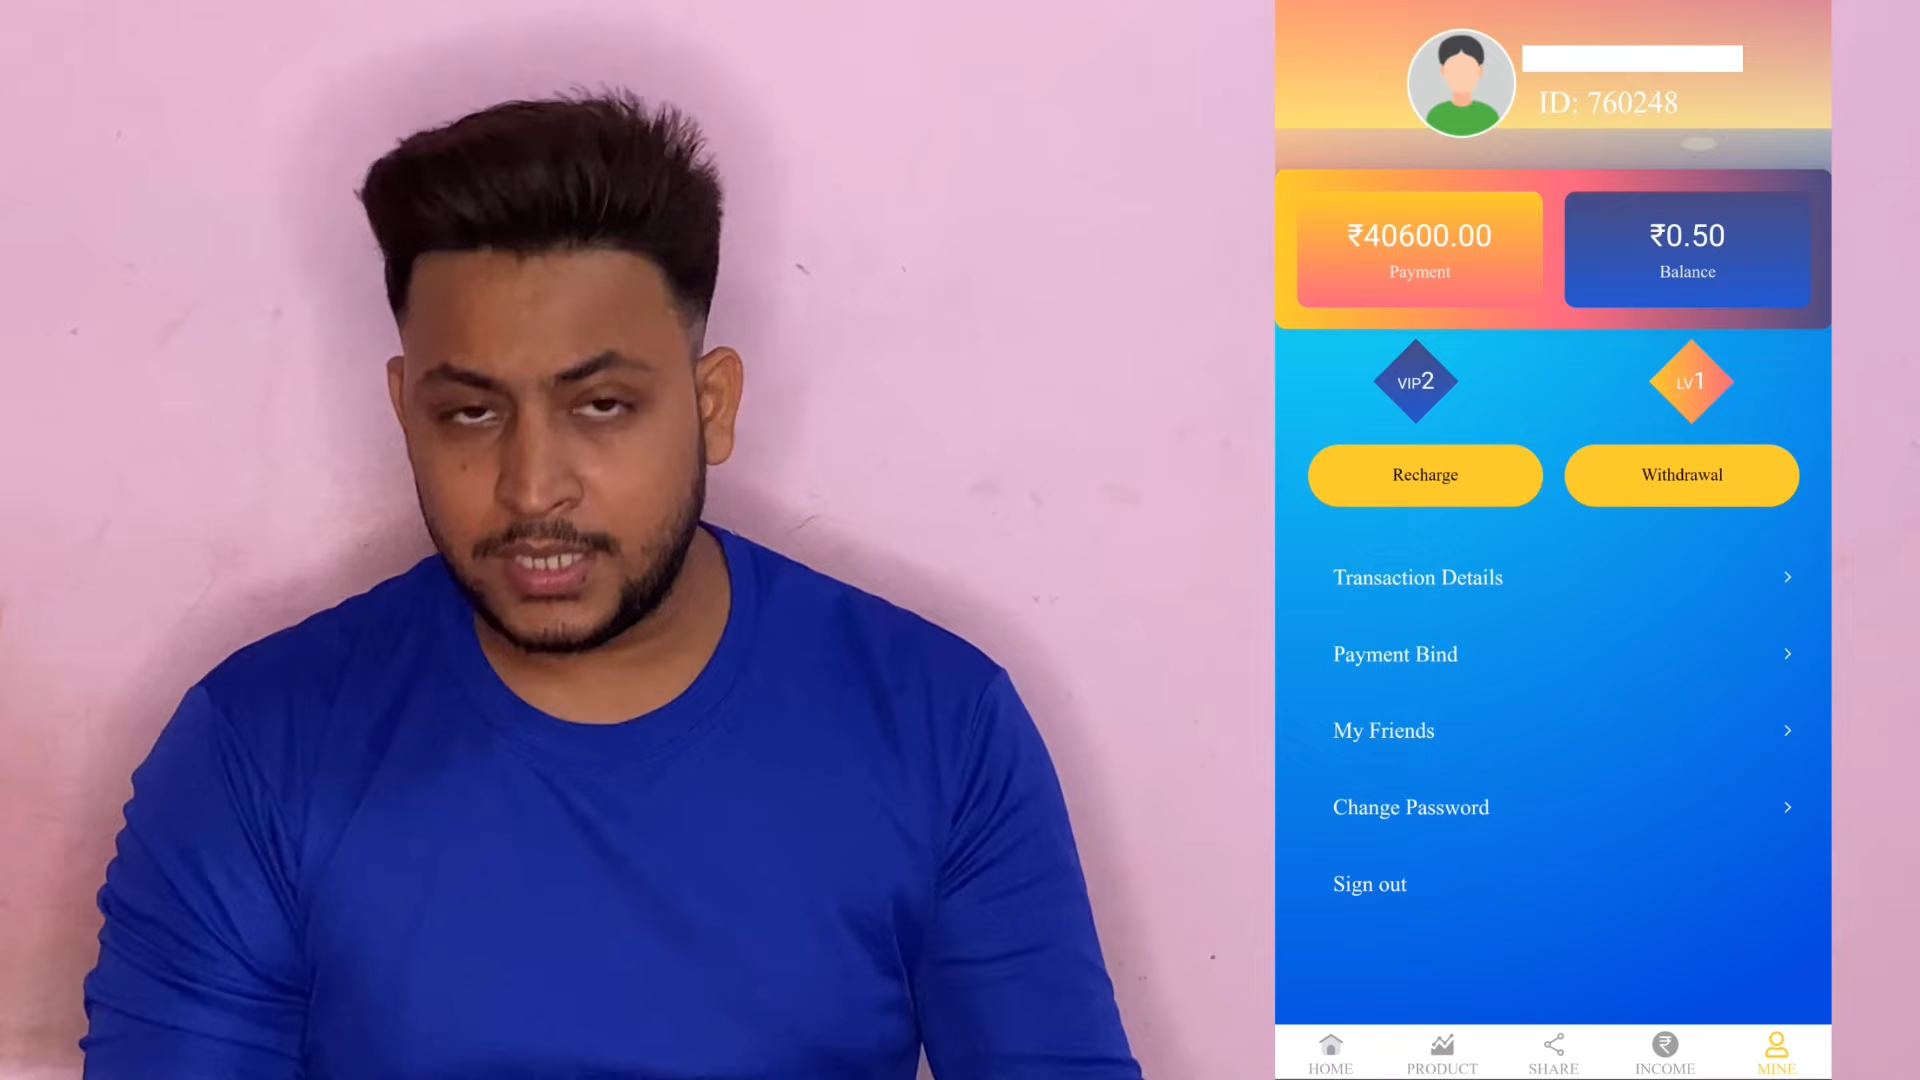 ID: 760248
₹40600.00
Payment
₹0.50
Balance
VIP2
LV1
Recharge
Withdrawal
Transaction Details
Payment Bind
My Friends
Change Password
Sign out
HOME
PRODUCT
SHARE
INCOME
MINE